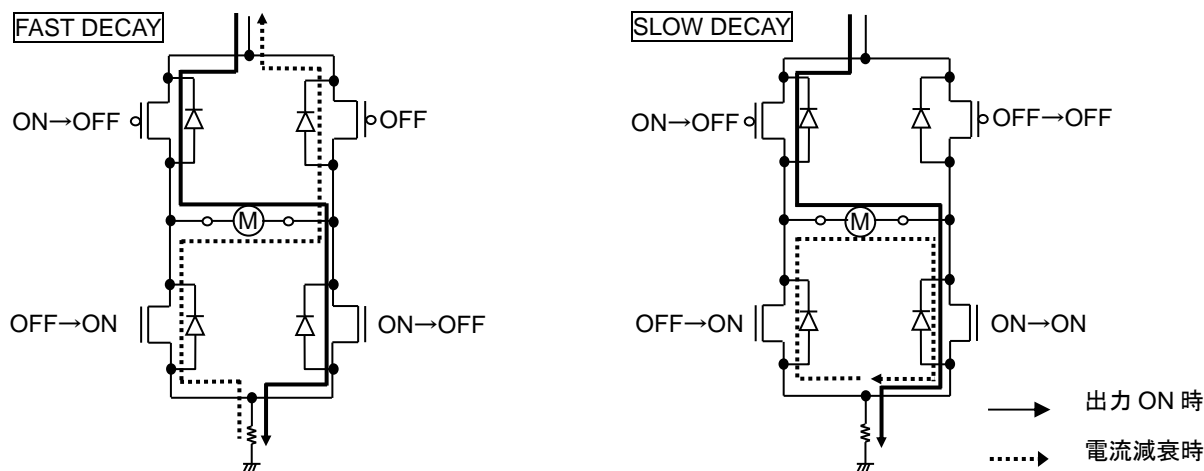 FAST DECAY
ON→OFF
OFF
M
OFF→ON
ON→OFF
SLOW DECAY
ON→OFF
OFF→OFF
M
OFF→ON
ON→ON
出力 ON 時
電流減衰時